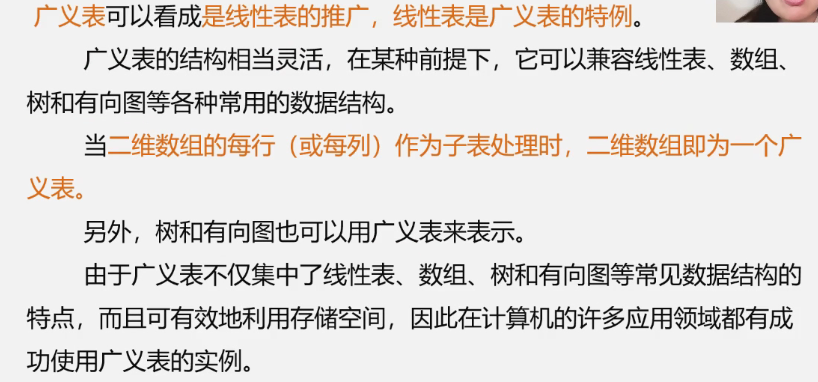 广义表可以看成是线性表的推广，线性表是广义表的特例。
广义表的结构相当灵活，在某种前提下，它可以兼容线性表、数组、
树和有向图等各种常用的数据结构。
当二维数组的每行（或每列）作为子表处理时，二维数组即为一个广
义表。
另外，树和有向图也可以用广义表来表示。
由于广义表不仅集中了线性表、数组、树和有向图等常见数据结构的
特点，而且可有效地利用存储空间，因此在计算机的许多应用领域都有成
功使用广义表的实例。